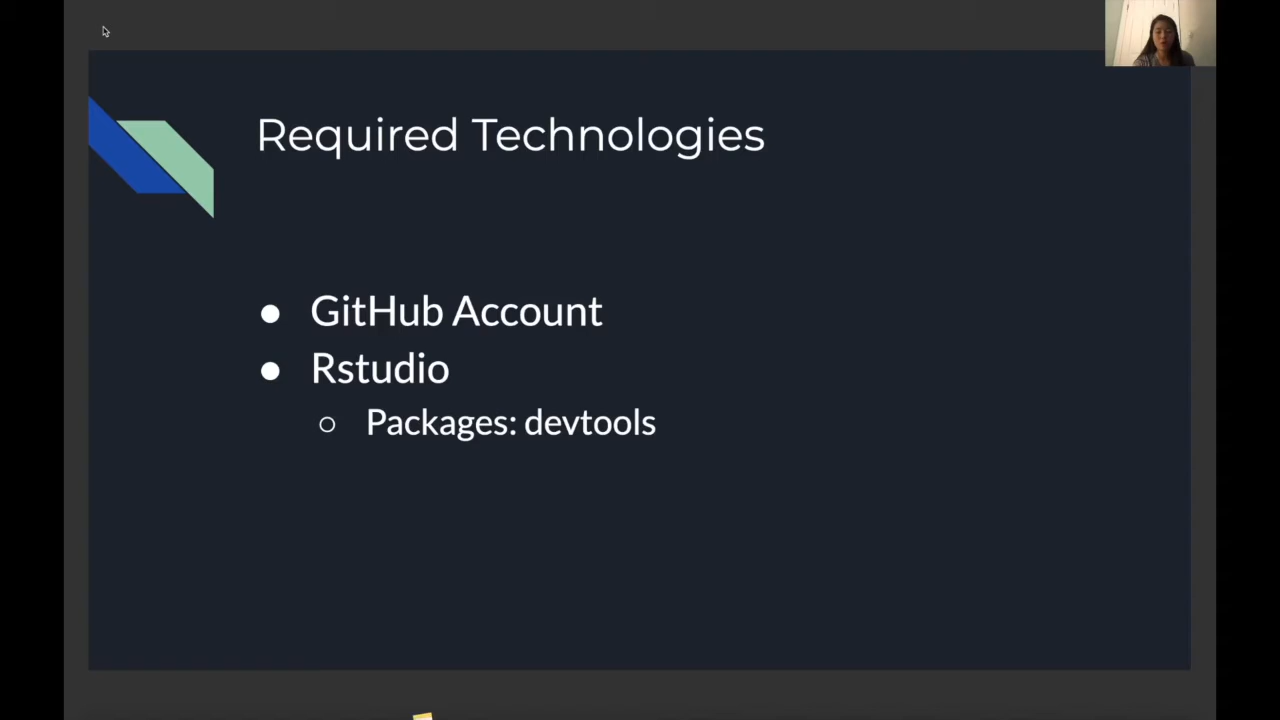 Required Technologies
● GitHub Account
● Rstudio
○ Packages: devtools